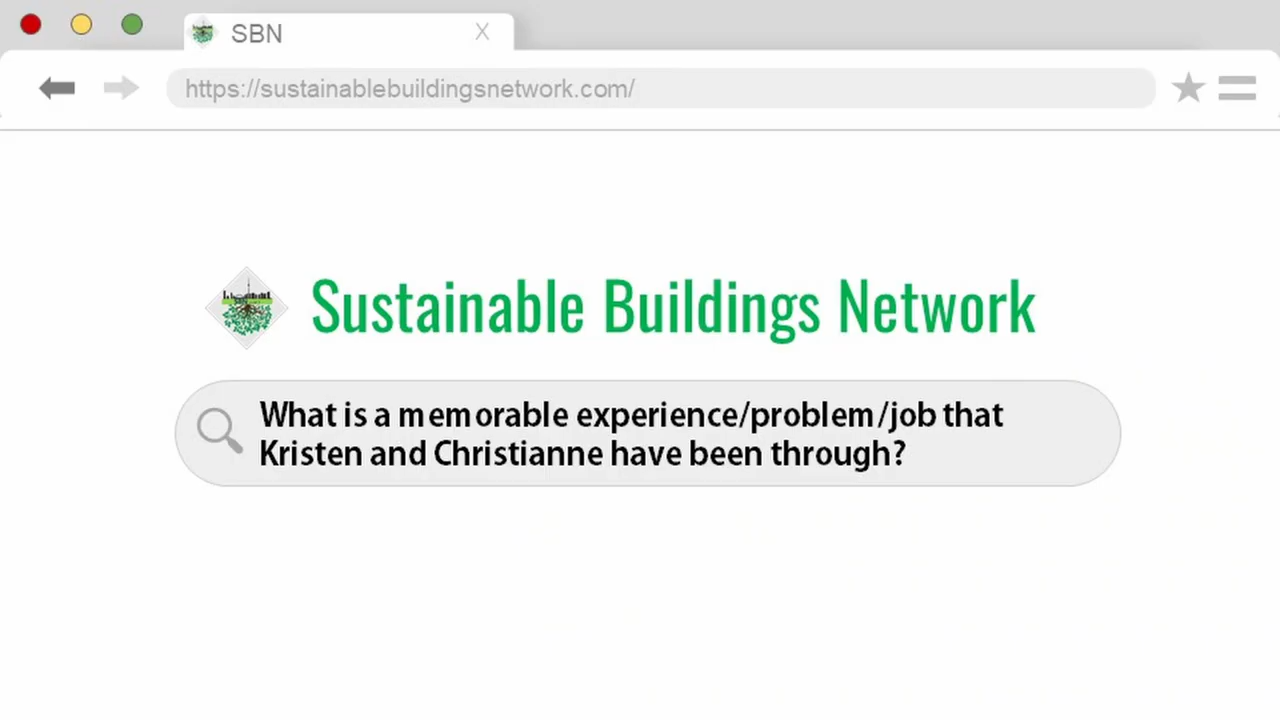 SBN X
https://sustainablebuildingsnetwork.com/
Sustainable Buildings Network
What is a memorable experience/problem/job that
Kristen and Christianne have been through?